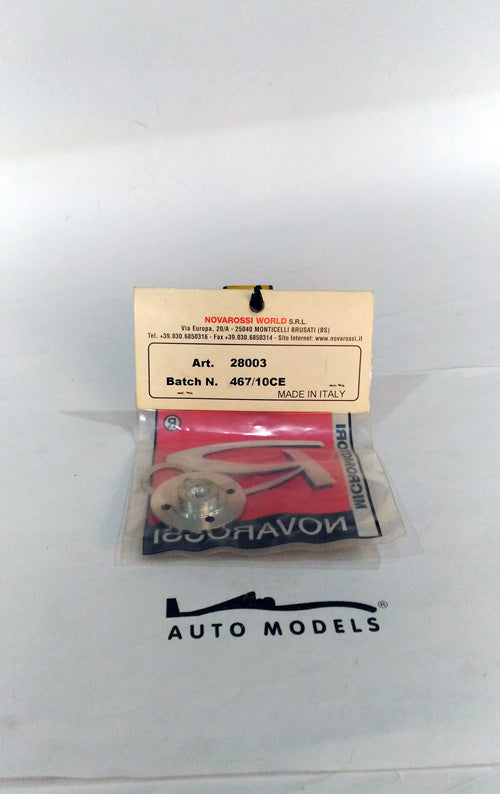 NOVAROSSI WORLD S.R.L.
Via Europa, 20/A - 25040 MONTICELLI BRUSATI (BS)
Tel. +39.030.6850316 - Fax +39.030.6850314 - Sito Internet: www.novarossi.it
Art. 28003
Batch N. 467/10CE
MADE IN ITALY
®
MICROMOTORI
NOVAROSSI
®
AUTO MODELS